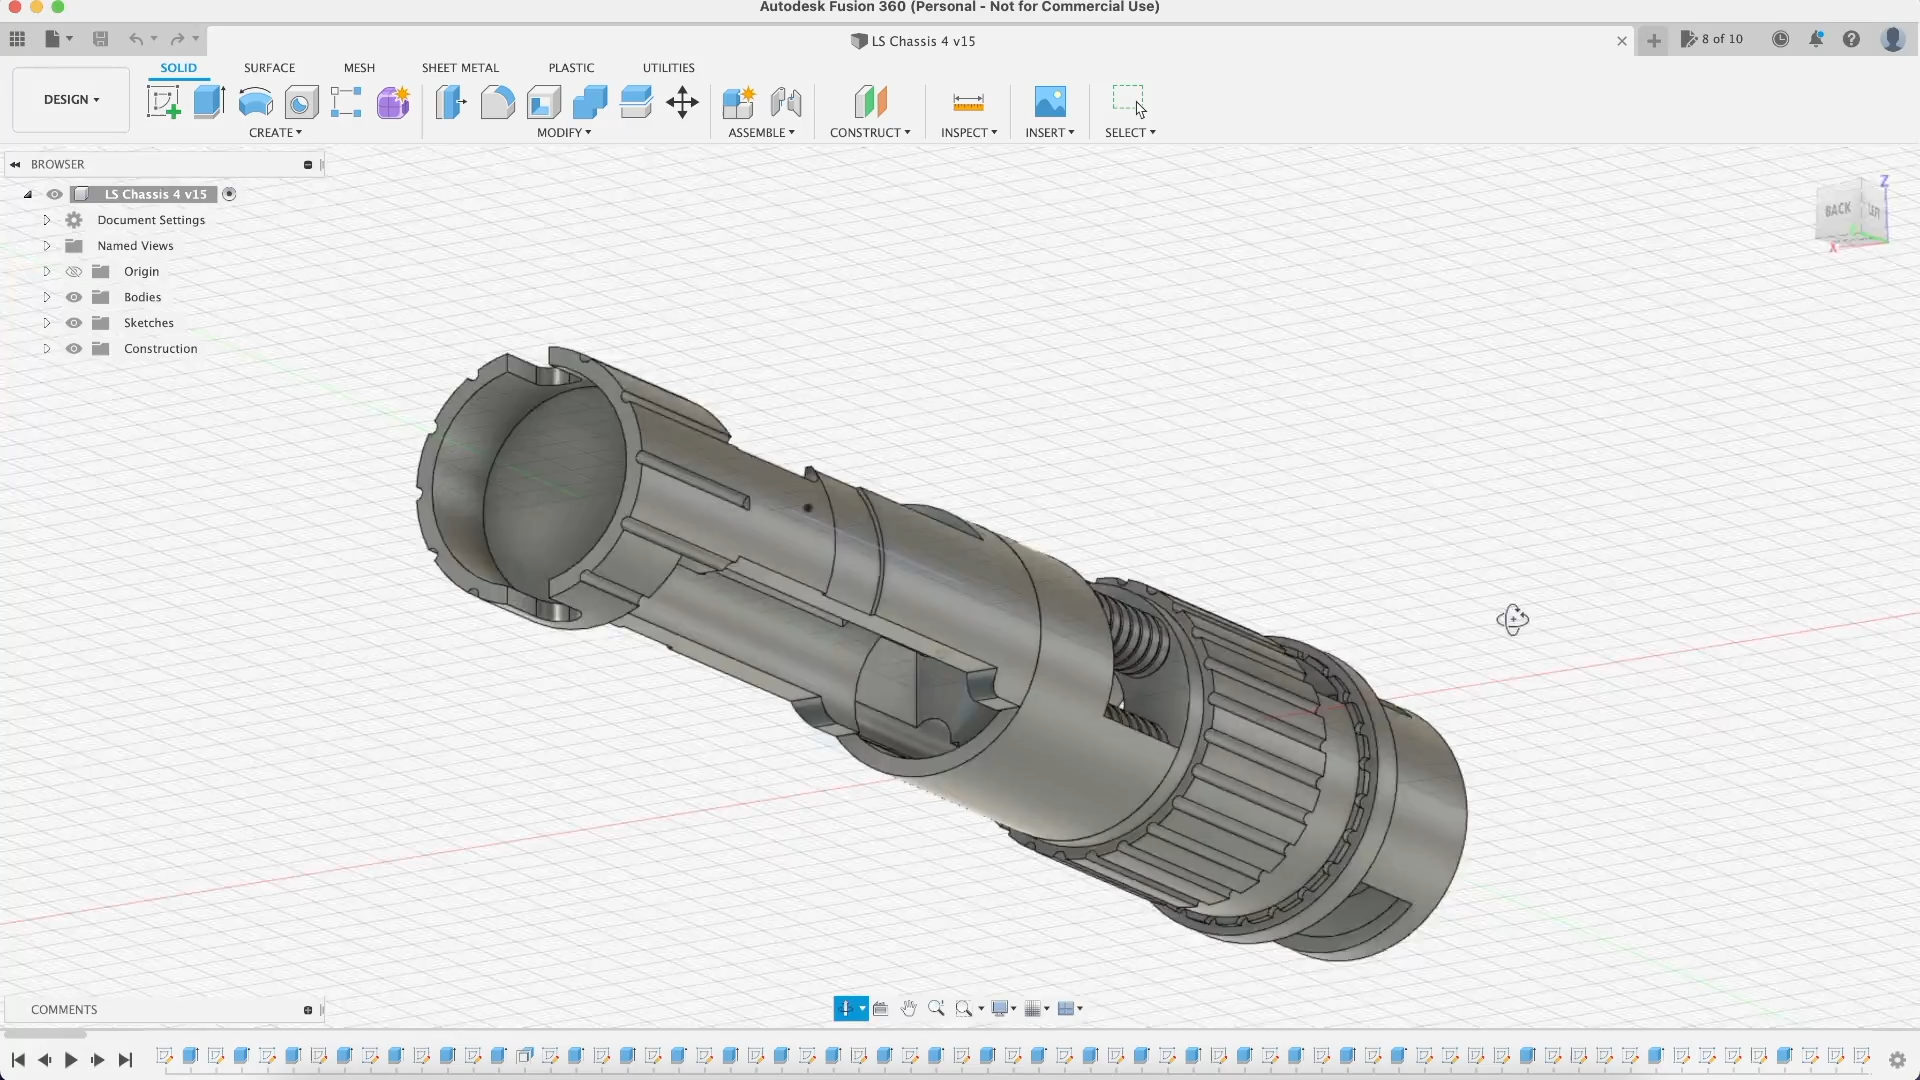 Autodesk Fusion 360 (Personal - Not for Commercial Use)
LS Chassis 4 v15
8 of 10
DESIGN
SOLID
SURFACE
MESH
SHEET METAL
PLASTIC
UTILITIES
CREATE
MODIFY
ASSEMBLE
CONSTRUCT
INSPECT
INSERT
SELECT
BROWSER
LS Chassis 4 v15
Document Settings
Named Views
Origin
Bodies
Sketches
Construction
BACK
LEFT
Z
X
COMMENTS